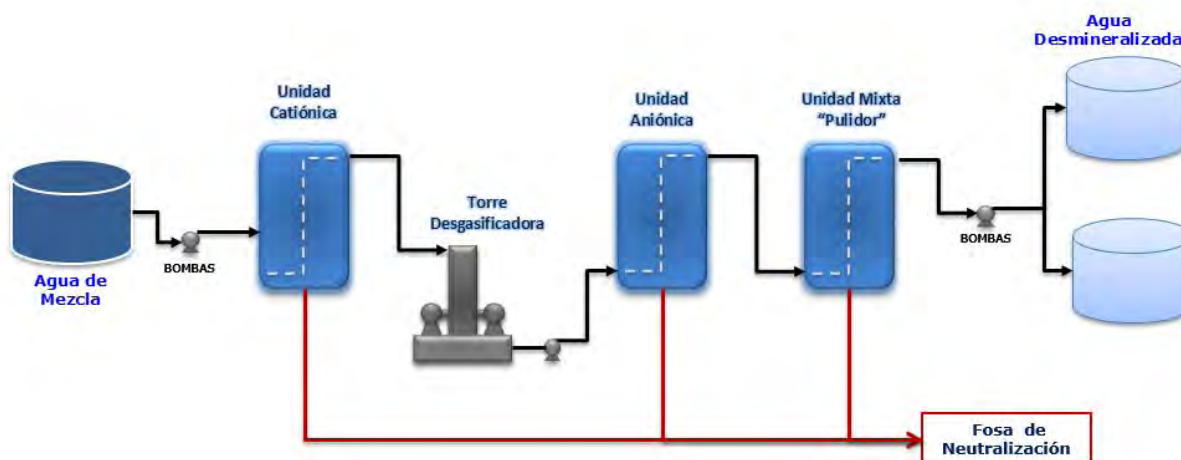 Agua
Desmineralizada
Unidad
Catiónica
Unidad
Aniónica
Unidad Mixta
“Pulidor”
Torre
Desgasificadora
BOMBAS
BOMBAS
Agua de
Mezcla
Fosa de
Neutralización